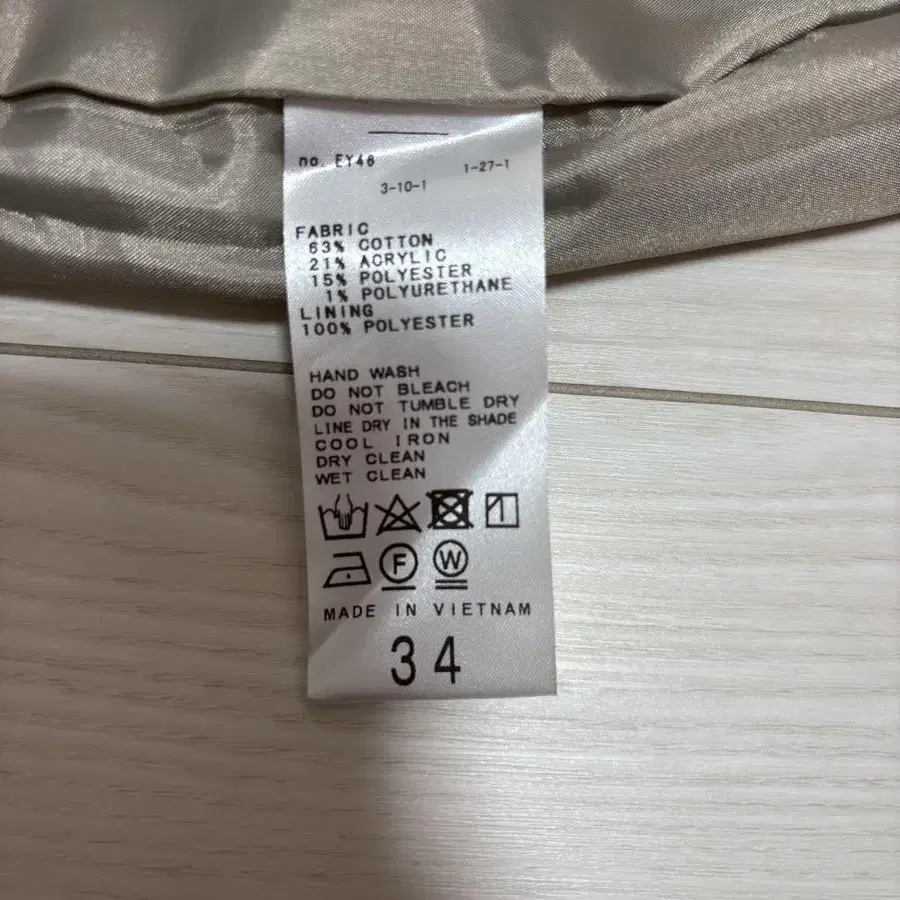 no. EY46
1-27-1
3-10-1
FABRIC
63% COTTON
21% ACRYLIC
15% POLYESTER
1% POLYURETHANE
LINING
100% POLYESTER
HAND WASH
DO NOT BLEACH
DO NOT TUMBLE DRY
LINE DRY IN THE SHADE
COOL IRON
DRY CLEAN
WET CLEAN
F W
MADE IN VIETNAM
34